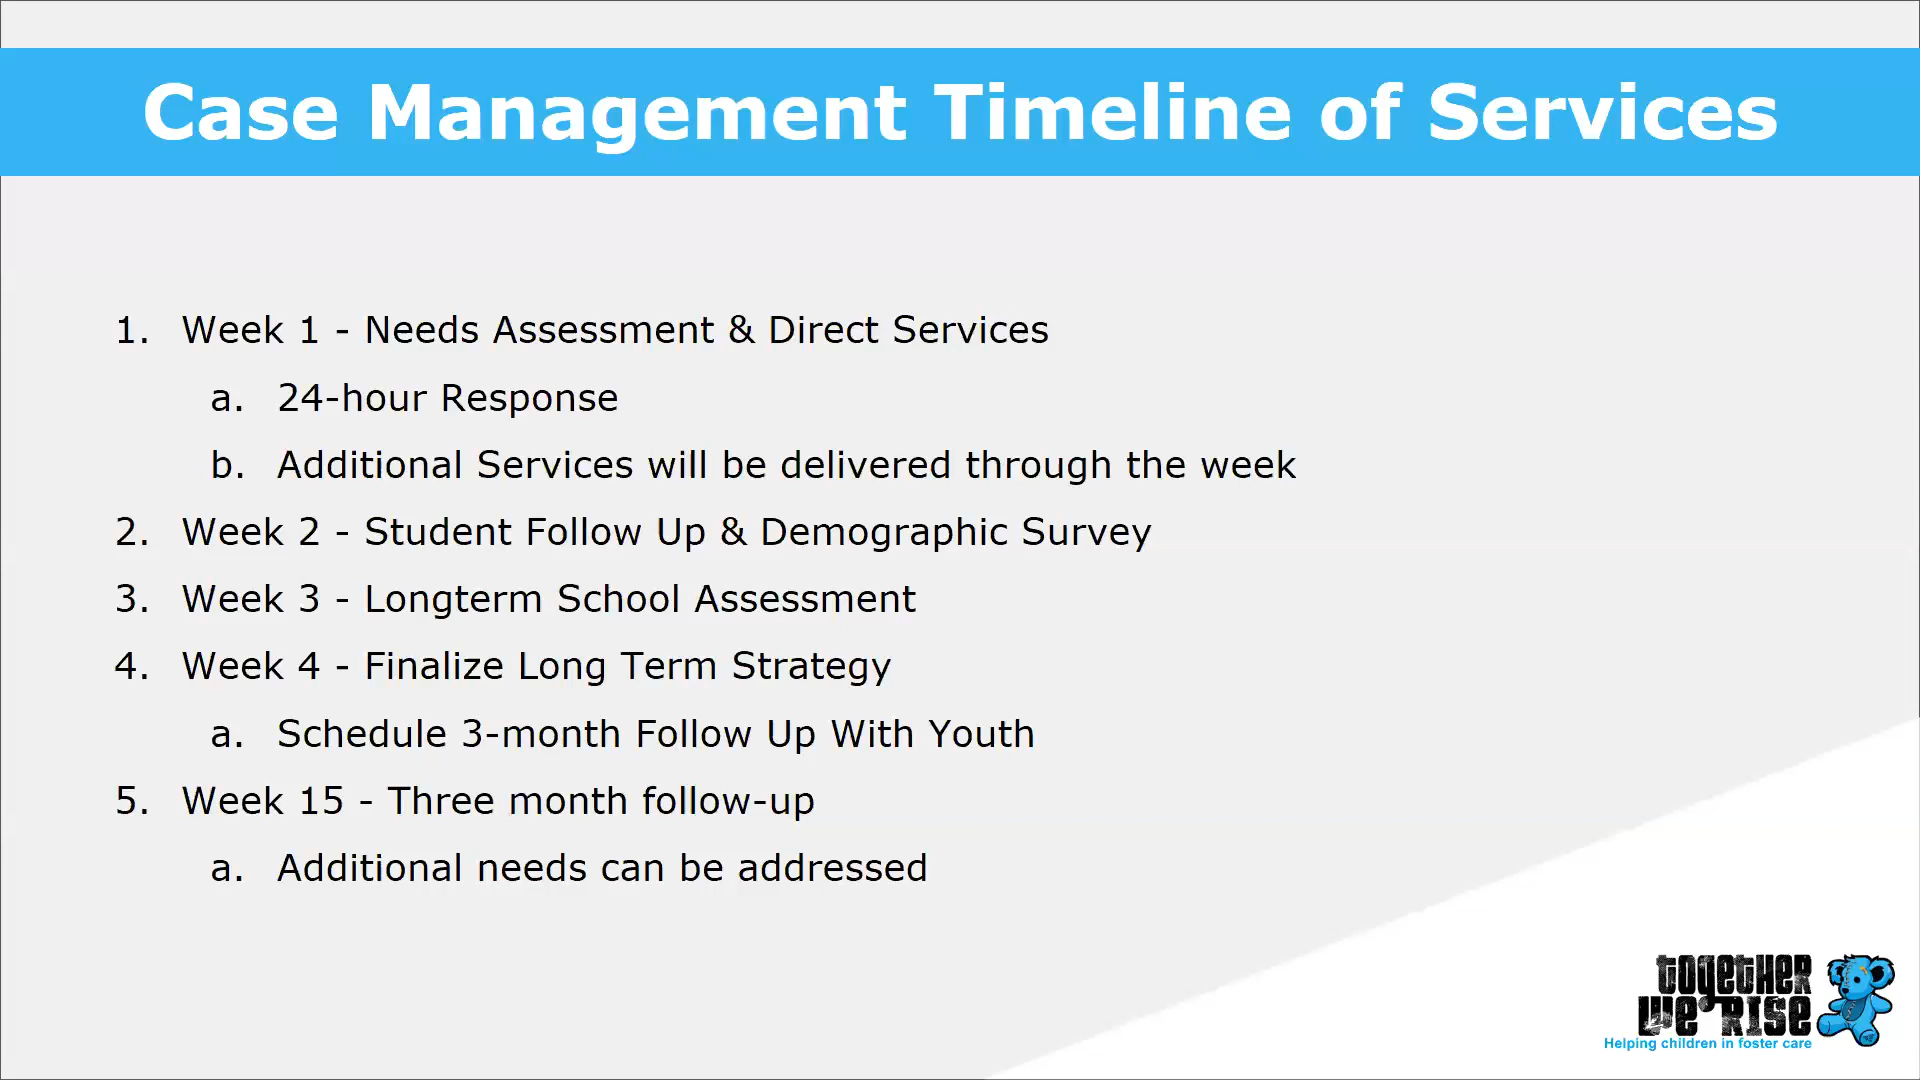 Case Management Timeline of Services
1. Week 1 - Needs Assessment & Direct Services
a. 24-hour Response
b. Additional Services will be delivered through the week
2. Week 2 - Student Follow Up & Demographic Survey
3. Week 3 - Longterm School Assessment
4. Week 4 - Finalize Long Term Strategy
a. Schedule 3-month Follow Up With Youth
5. Week 15 - Three month follow-up
a. Additional needs can be addressed
toGetHER
We RISe
Helping children in foster care